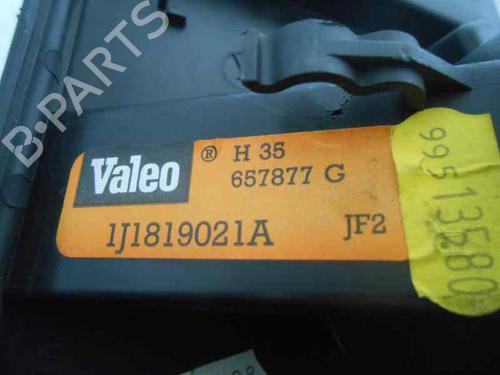 B-PARTS
Valeo ® H 35
657877 G
1J1819021A JF2
99513580